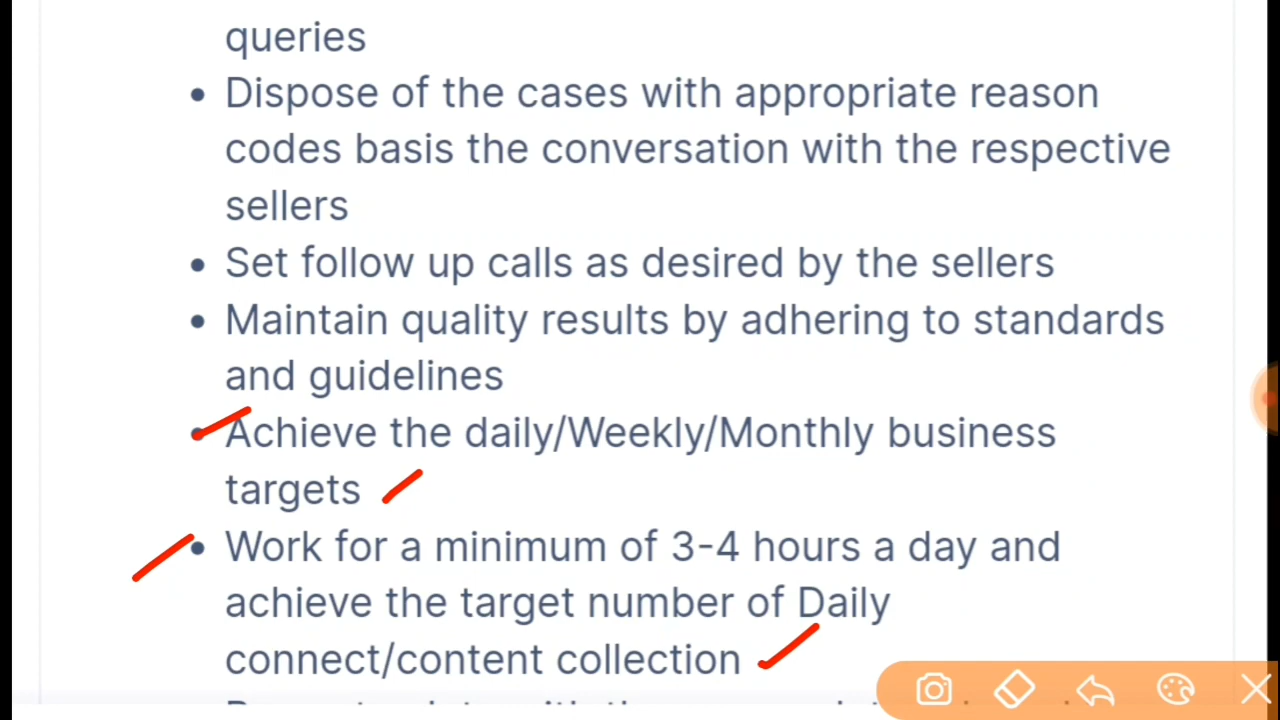 queries
• Dispose of the cases with appropriate reason
codes basis the conversation with the respective
sellers
• Set follow up calls as desired by the sellers
• Maintain quality results by adhering to standards
and guidelines
• Achieve the daily/Weekly/Monthly business
targets
• Work for a minimum of 3-4 hours a day and
achieve the target number of Daily
connect/content collection